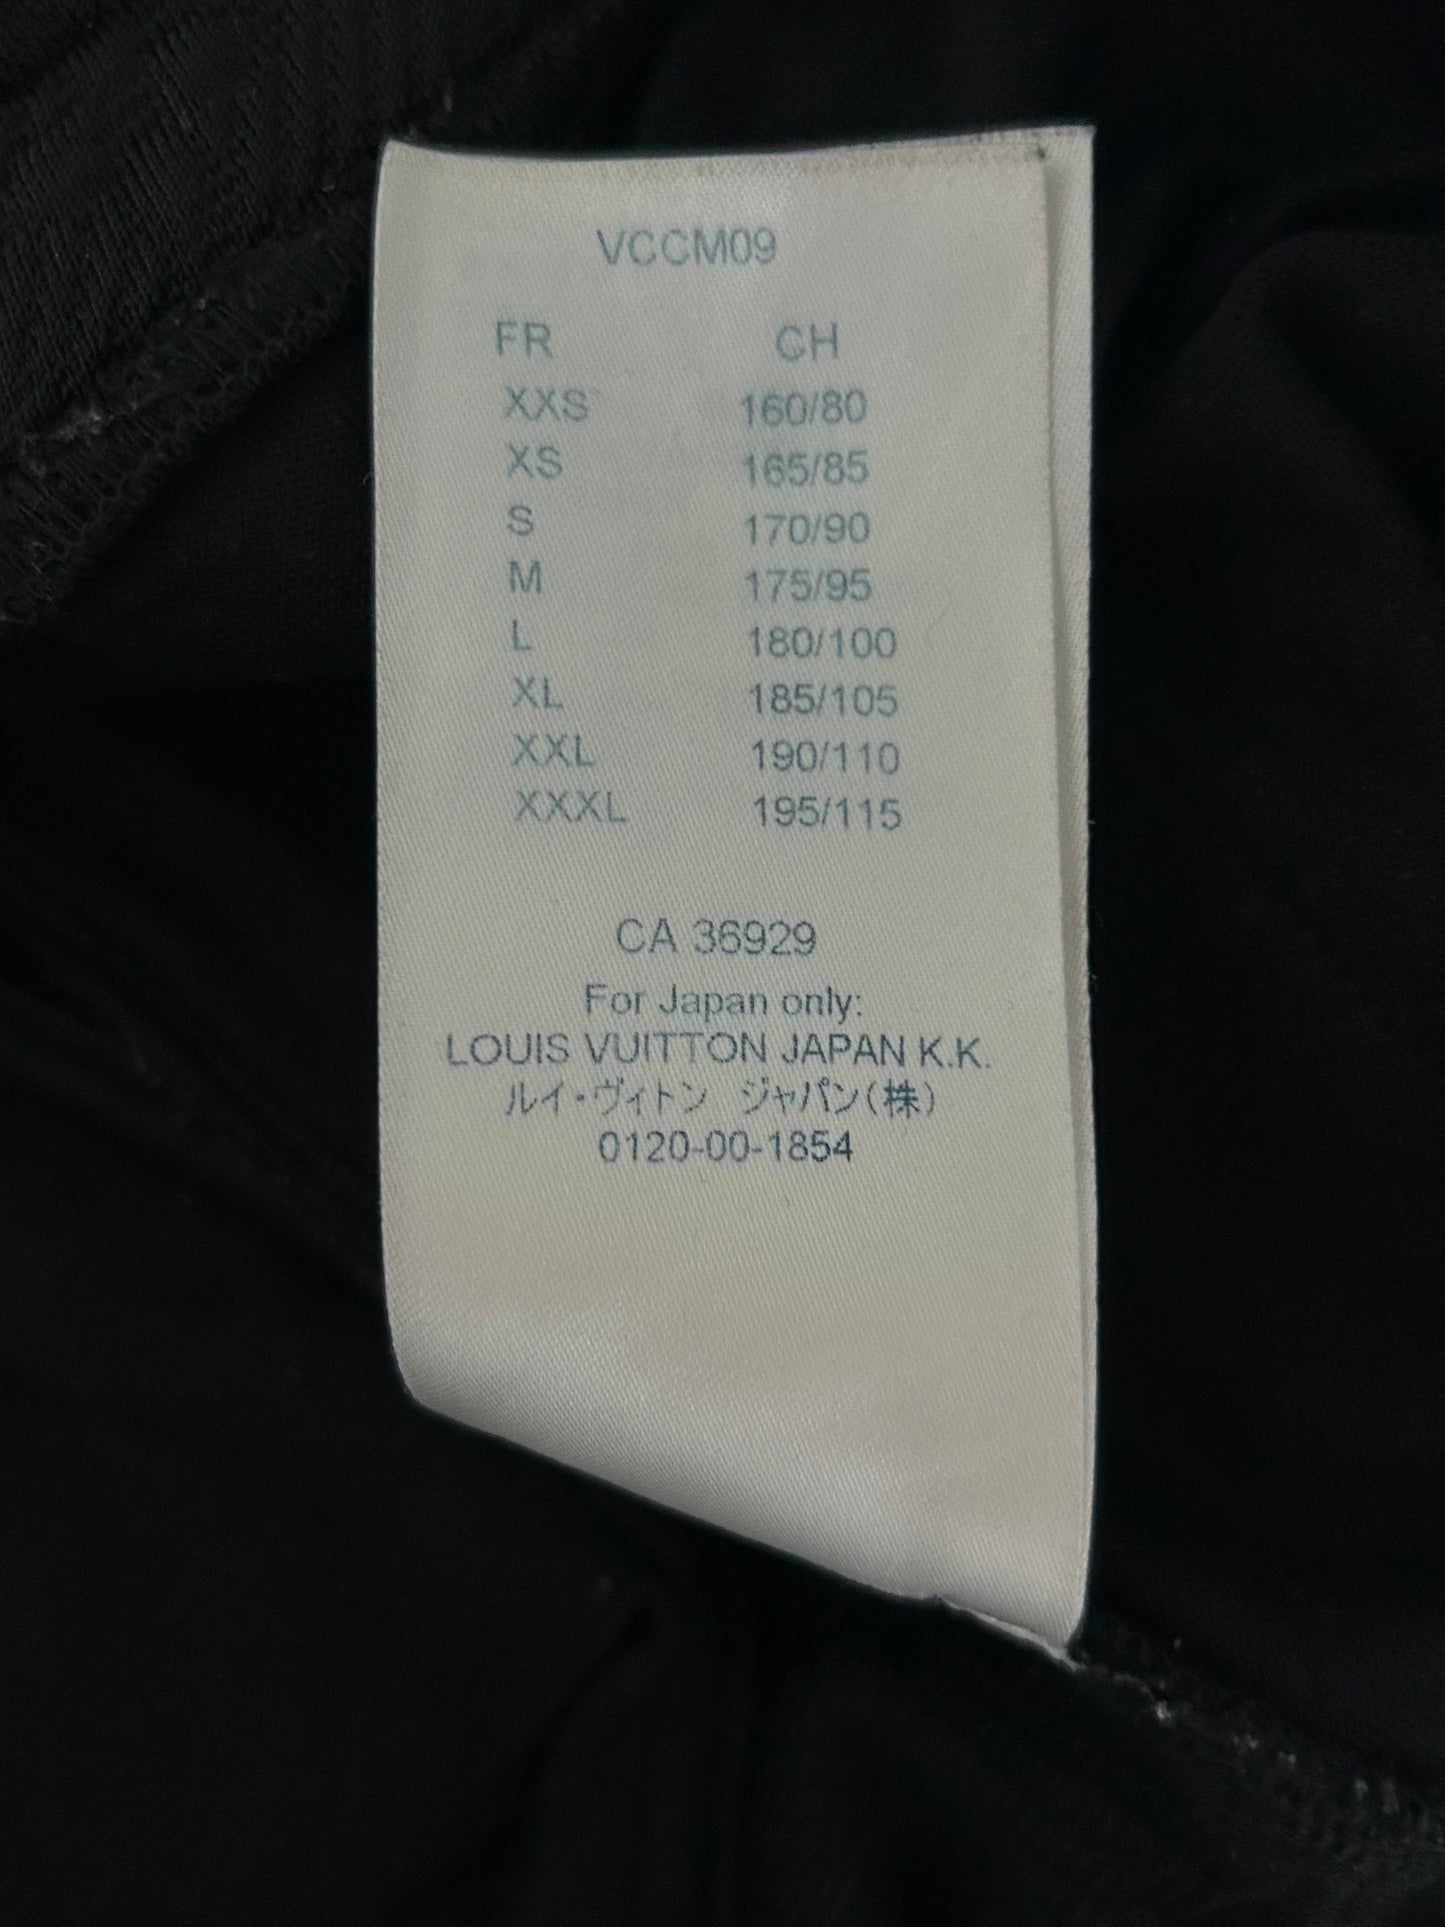 VCCM09
FR CH
XXS 160/80
XS 165/85
S 170/90
M 175/95
L 180/100
XL 185/105
XXL 190/110
XXXL 195/115
CA 36929
For Japan only:
LOUIS VUITTON JAPAN K.K.
ルイ・ヴィトン ジャパン(株)
0120-00-1854